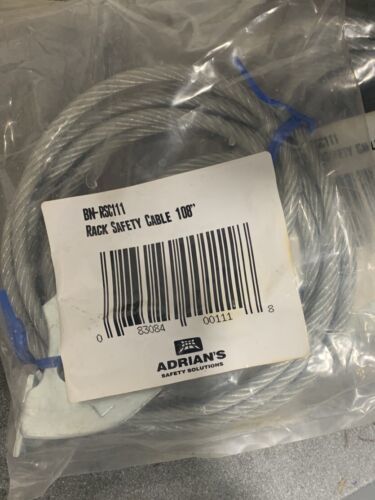 BN-RSC111
RACK SAFETY CABLE 108"
0 83084 00111 8
ADRIAN'S
SAFETY SOLUTIONS